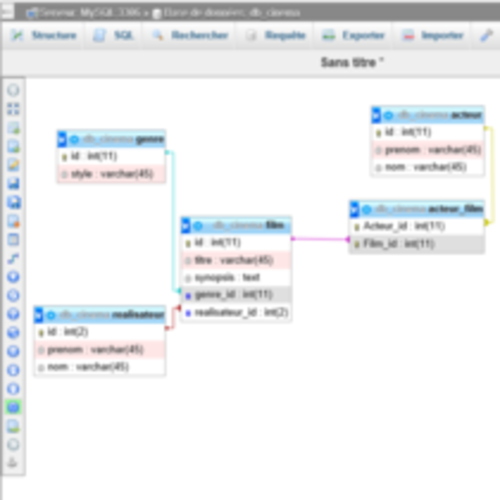 Serveur: MySQL:3306 » Base de données: db_cinema
Structure SQL Rechercher Requête Exporter Importer
Sans titre *
db_cinema genre
id : int(11)
style : varchar(45)
db_cinema acteur
id : int(11)
prenom : varchar(45)
nom : varchar(45)
db_cinema film
id : int(11)
titre : varchar(45)
synopsis : text
genre_id : int(11)
realisateur_id : int(2)
db_cinema acteur_film
Acteur_id : int(11)
Film_id : int(11)
db_cinema realisateur
id : int(2)
prenom : varchar(45)
nom : varchar(45)